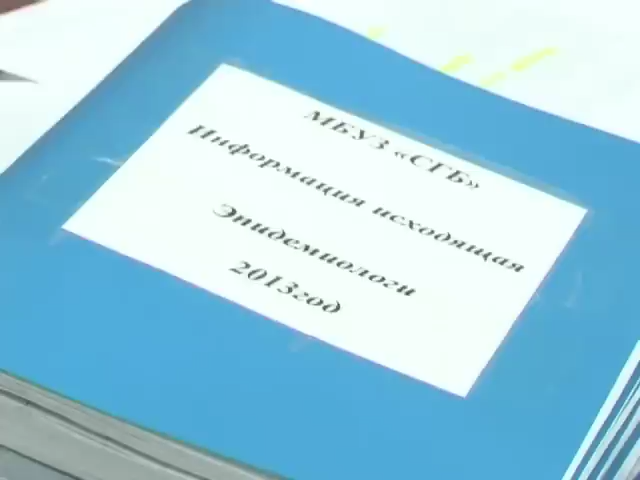 МБУЗ «СГБ»
Информация исходящая
Эпидемиологи
2013год